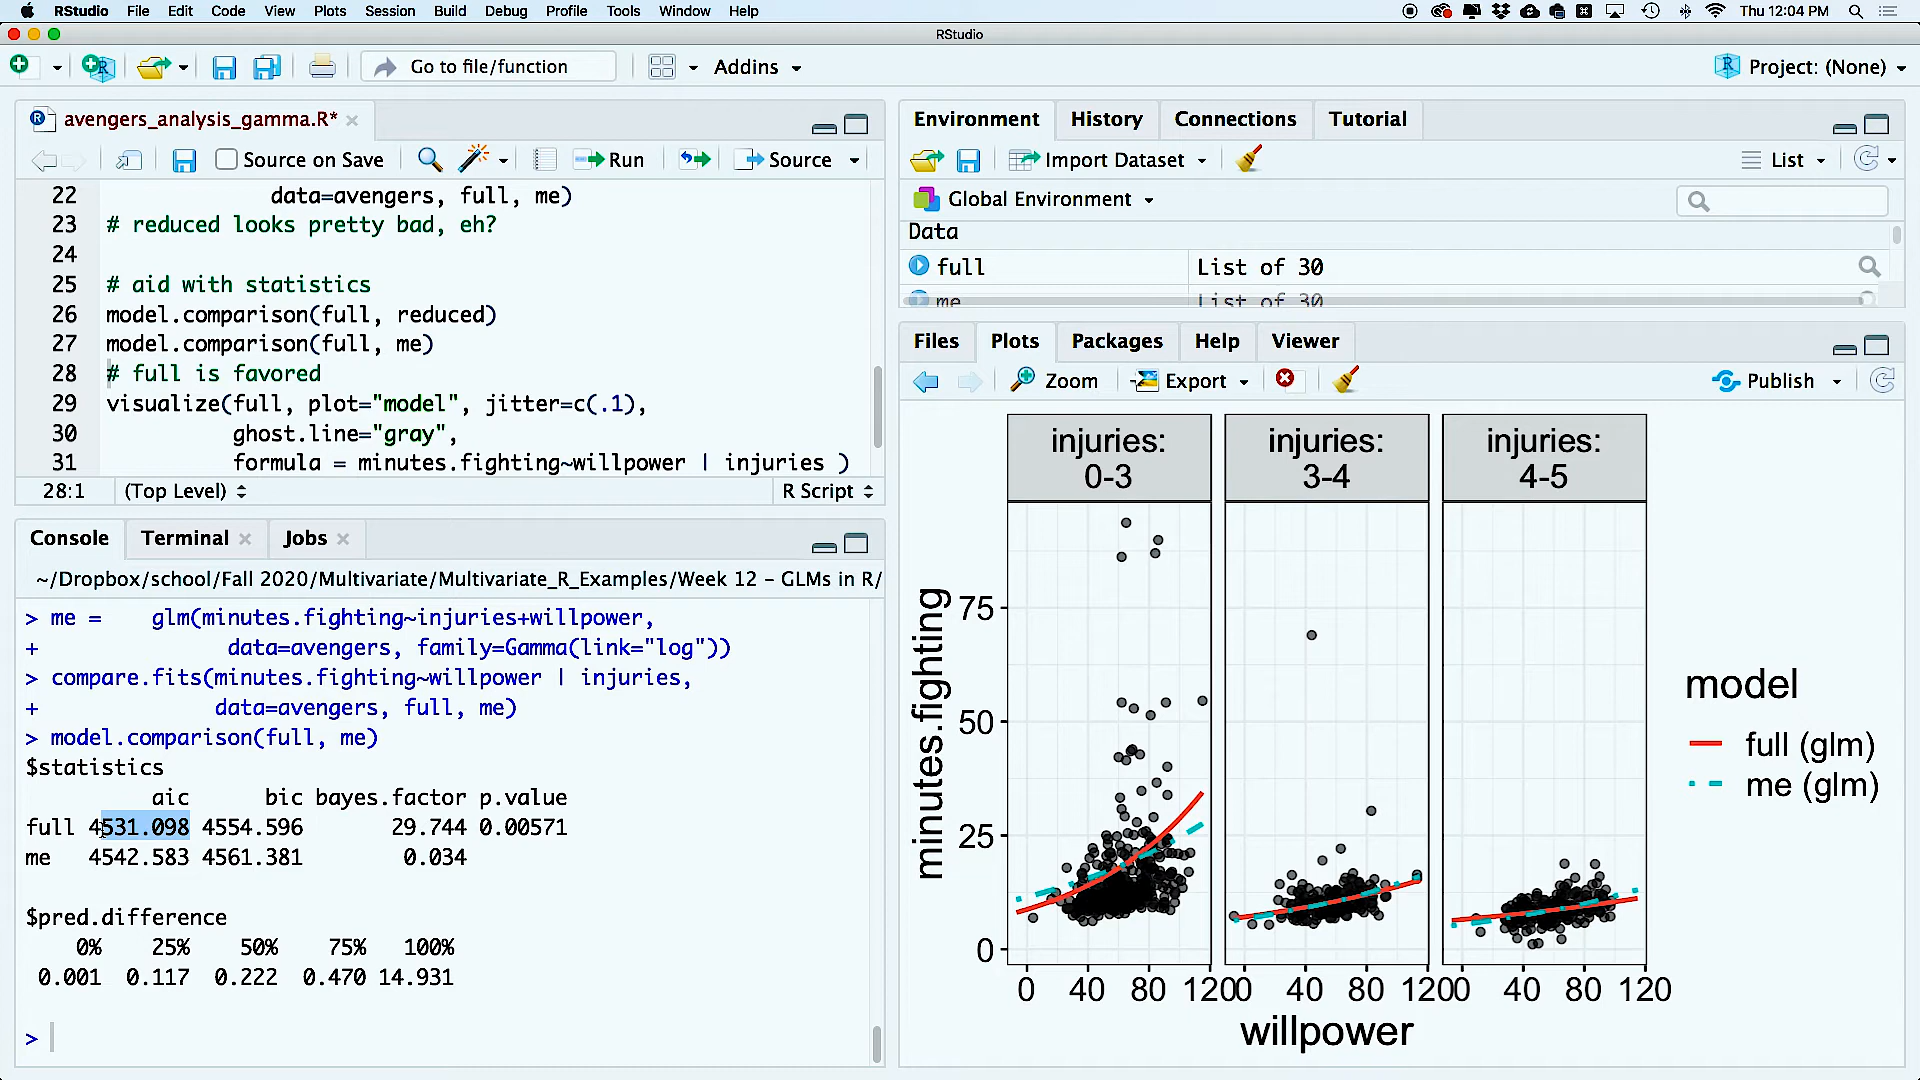 RStudio File Edit Code View Plots Session Build Debug Profile Tools Window Help Thu 12:04 PM
RStudio
Go to file/function Addins Project: (None)
avengers_analysis_gamma.R*
Source on Save Run Source
22 data=avengers, full, me)
23 # reduced looks pretty bad, eh?
24
25 # aid with statistics
26 model.comparison(full, reduced)
27 model.comparison(full, me)
28 # full is favored
29 visualize(full, plot="model", jitter=c(.1),
30 ghost.line="gray",
31 formula = minutes.fighting~willpower | injuries )
28:1 (Top Level) R Script
Console Terminal Jobs
~/Dropbox/school/Fall 2020/Multivariate/Multivariate_R_Examples/Week 12 - GLMs in R/
> me = glm(minutes.fighting~injuries+willpower,
+ data=avengers, family=Gamma(link="log"))
> compare.fits(minutes.fighting~willpower | injuries,
+ data=avengers, full, me)
> model.comparison(full, me)
$statistics
aic bic bayes.factor p.value
full 4531.098 4554.596 29.744 0.00571
me 4542.583 4561.381 0.034
$pred.difference
0% 25% 50% 75% 100%
0.001 0.117 0.222 0.470 14.931
>
Environment History Connections Tutorial
Import Dataset List
Global Environment
Data
full List of 30
me List of 30
Files Plots Packages Help Viewer
Zoom Export Publish
injuries: 0-3
injuries: 3-4
injuries: 4-5
minutes.fighting
75
50
25
0
0 40 80 120
0 40 80 120
0 40 80 120
willpower
model
full (glm)
me (glm)